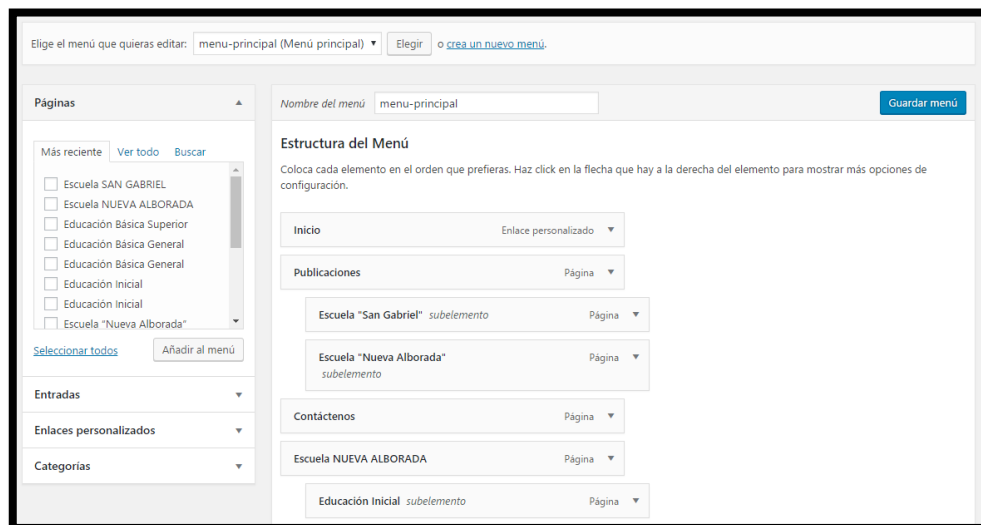 Elige el menú que quieras editar: menu-principal (Menú principal) Elegir o crea un nuevo menú.
Páginas
Más reciente Ver todo Buscar
Escuela SAN GABRIEL
Escuela NUEVA ALBORADA
Educación Básica Superior
Educación Básica General
Educación Básica General
Educación Inicial
Educación Inicial
Escuela "Nueva Alborada"
Seleccionar todos Añadir al menú
Entradas
Enlaces personalizados
Categorías
Nombre del menú menu-principal Guardar menú
Estructura del Menú
Coloca cada elemento en el orden que prefieras. Haz click en la flecha que hay a la derecha del elemento para mostrar más opciones de
configuración.
Inicio Enlace personalizado
Publicaciones Página
Escuela "San Gabriel" subelemento Página
Escuela "Nueva Alborada" Página
subelemento
Contáctenos Página
Escuela NUEVA ALBORADA Página
Educación Inicial subelemento Página